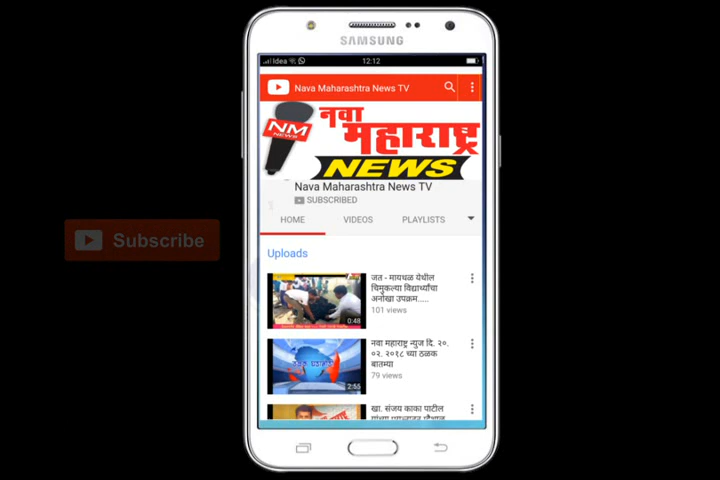 SAMSUNG
Idea
12:12
Nava Maharashtra News TV
NM
NEWS
नवा
महाराष्ट्र
NEWS
Nava Maharashtra News TV
SUBSCRIBED
HOME VIDEOS PLAYLISTS
Subscribe
Uploads
जत - मायथळ येथील
चिमुकल्या विद्यार्थ्यांचा
अनोखा उपक्रम.....
101 views
0:48
नवा महाराष्ट्र न्युज दि. २०.
०२. २०१८ च्या ठळक
बातम्या
79 views
2:55
खा. संजय काका पाटील